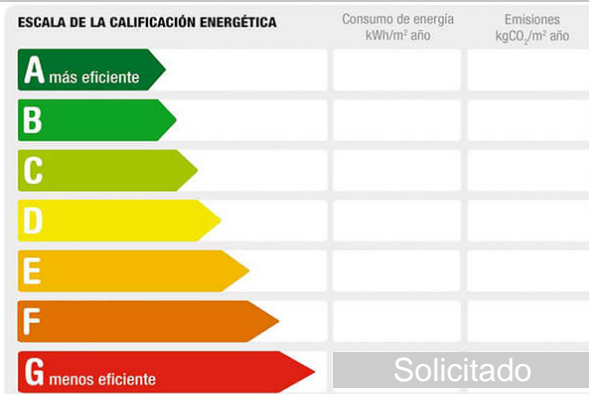 ESCALA DE LA CALIFICACIÓN ENERGÉTICA
Consumo de energía
kWh/m² año
Emisiones
kgCO₂/m² año
A más eficiente
B
C
D
E
F
G menos eficiente
Solicitado